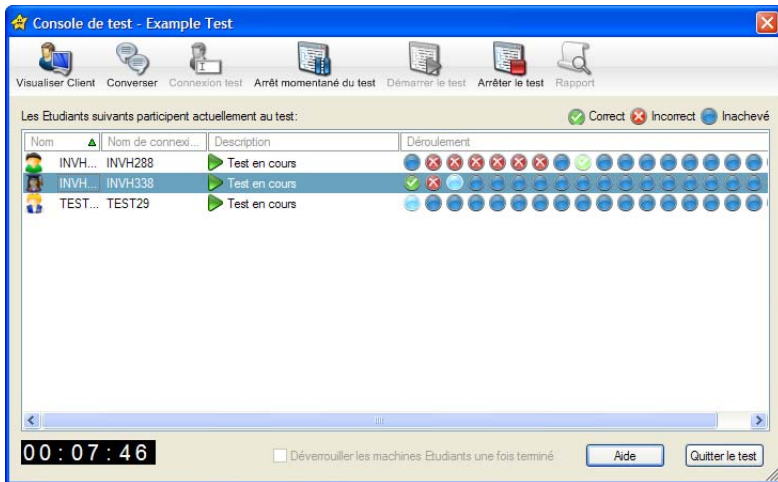 Console de test - Example Test
Visualiser Client Converser Connexion test Arrêt momentané du test Démarrer le test Arrêter le test Rapport
Les Etudiants suivants participent actuellement au test: Correct Incorrect Inachevé
Nom Nom de connexi... Description Déroulement
INVH... INVH288 Test en cours
INVH... INVH338 Test en cours
TEST... TEST29 Test en cours
00:07:46 Déverrouiller les machines Etudiants une fois terminé Aide Quitter le test